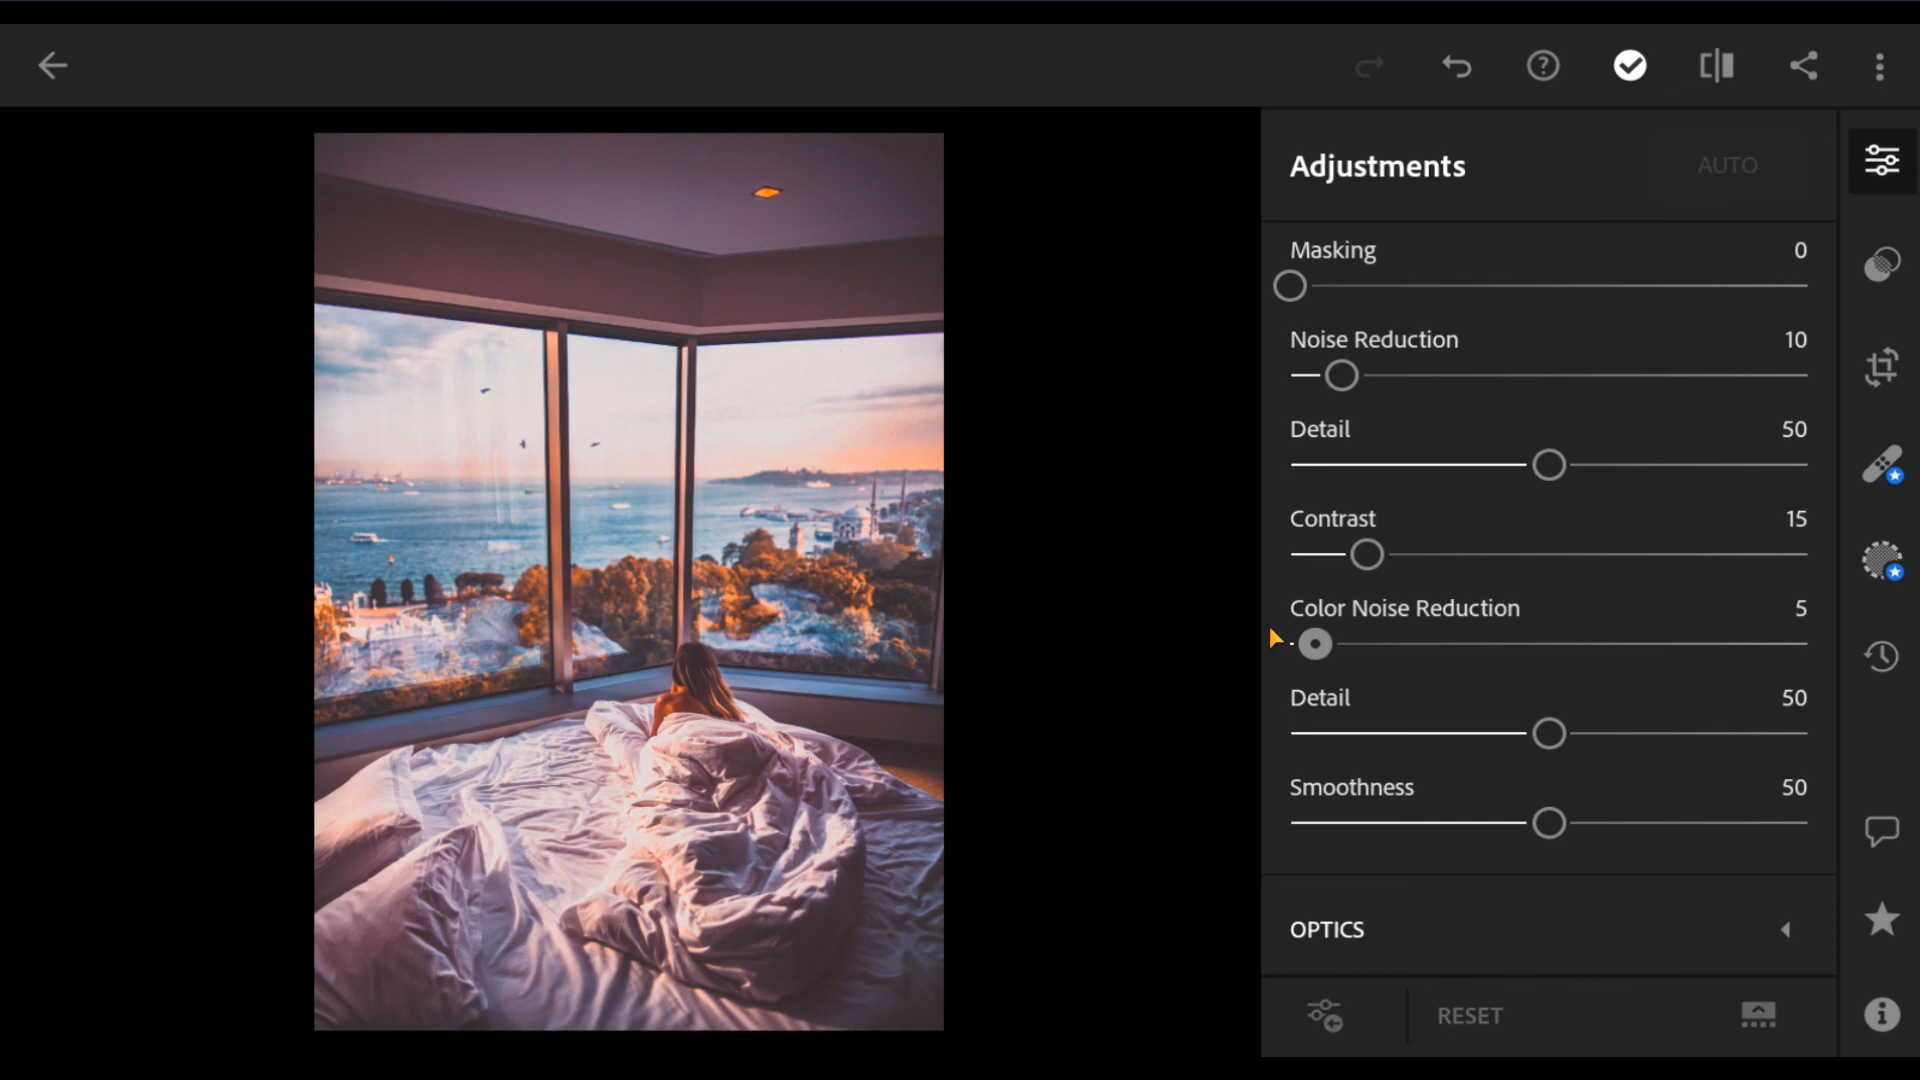 Adjustments
AUTO
Masking 0
Noise Reduction 10
Detail 50
Contrast 15
Color Noise Reduction 5
Detail 50
Smoothness 50
OPTICS
RESET